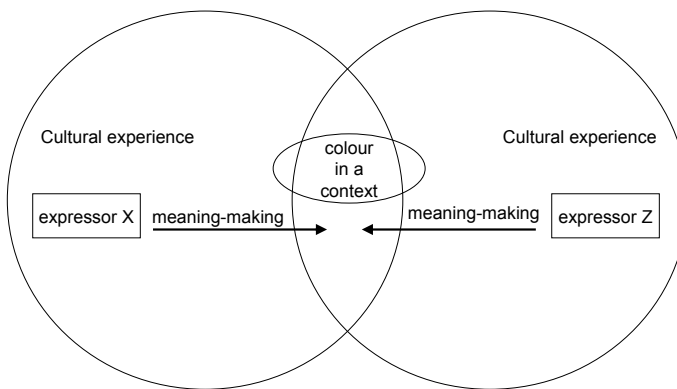 Cultural experience
Cultural experience
colour
in a
context
expressor X
meaning-making
meaning-making
expressor Z